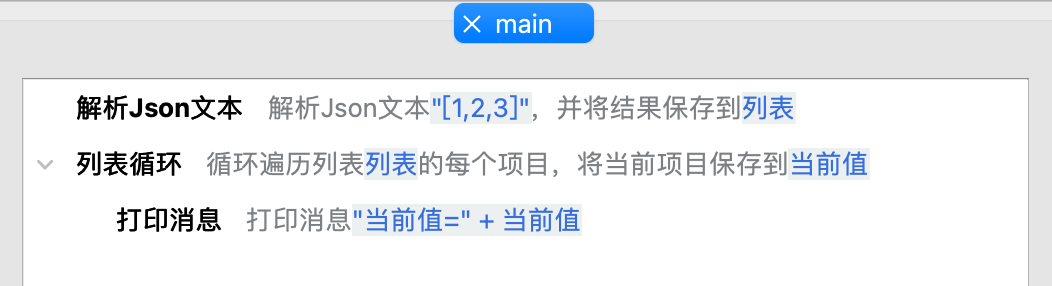 main
解析Json文本 解析Json文本"[1,2,3]"，并将结果保存到列表
列表循环 循环遍历列表列表的每个项目，将当前项目保存到当前值
打印消息 打印消息"当前值=" + 当前值